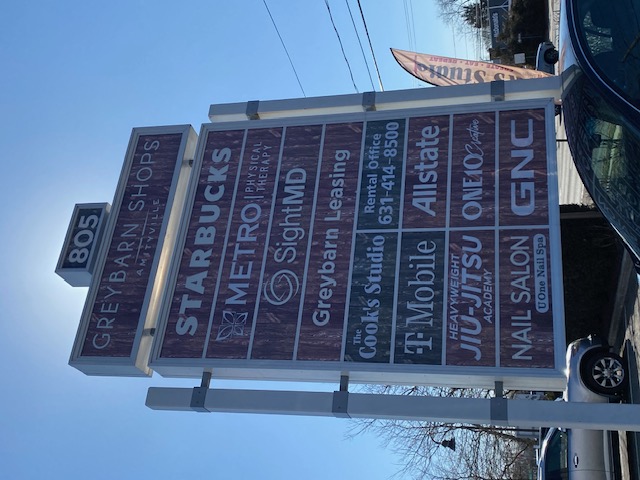 805
GREYBARN SHOPS
AMITYVILLE
STARBUCKS
METRO PHYSICAL THERAPY
SightMD
Greybarn Leasing
The Cook's Studio
Rental Office
631-414-8500
T Mobile
Allstate
HEAVYWEIGHT
JIU-JITSU
ACADEMY
ONE10
NAIL SALON
U One Nail Spa
GNC
Studio